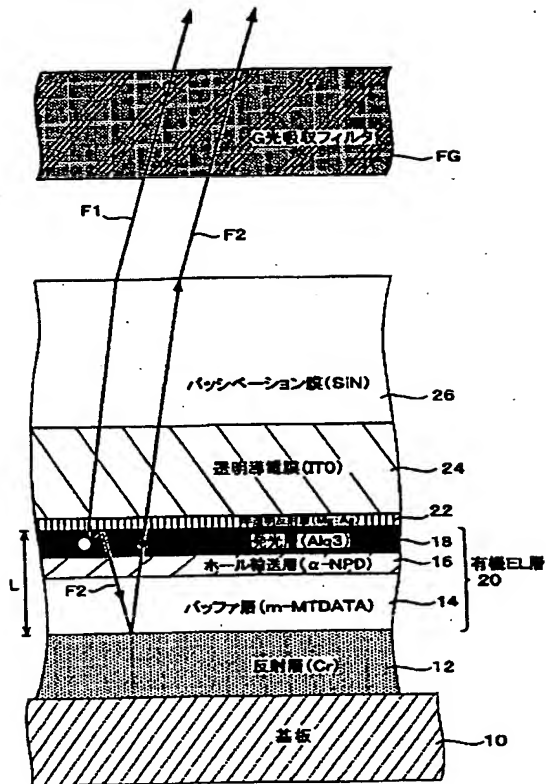 G光吸収フィルタ
FG
F1
F2
パッシベーション膜(SiN)
26
透明導電膜(ITO)
24
22
発光層(Alq3)
18
ホール輸送層(α-NPD)
16
有機EL層
20
L
F2
バッファ層(m-MTDATA)
14
反射層(Cr)
12
基板
10